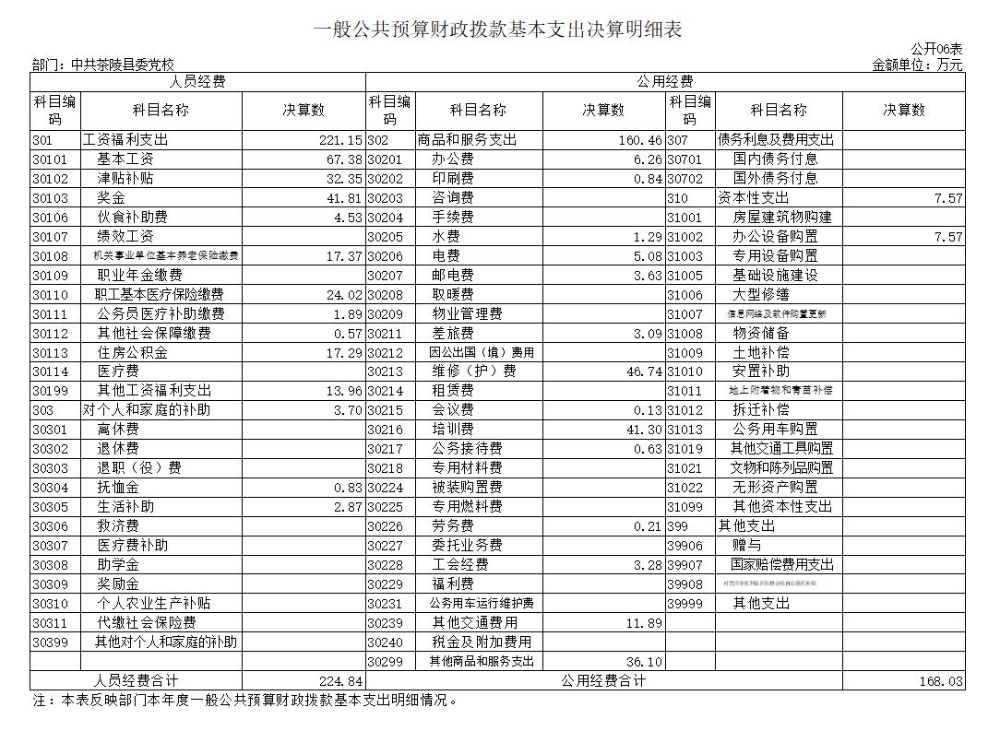 一般公共预算财政拨款基本支出决算明细表
公开06表
部门：中共茶陵县委党校 金额单位：万元
人员经费 公用经费
科目编码 科目名称 决算数 科目编码 科目名称 决算数 科目编码 科目名称 决算数
301 工资福利支出 221.15 302 商品和服务支出 160.46 307 债务利息及费用支出
30101 基本工资 67.38 30201 办公费 6.26 30701 国内债务付息
30102 津贴补贴 32.35 30202 印刷费 0.84 30702 国外债务付息
30103 奖金 41.81 30203 咨询费 310 资本性支出 7.57
30106 伙食补助费 4.53 30204 手续费 31001 房屋建筑物购建
30107 绩效工资 30205 水费 1.29 31002 办公设备购置 7.57
30108 机关事业单位基本养老保险缴费 17.37 30206 电费 5.08 31003 专用设备购置
30109 职业年金缴费 30207 邮电费 3.63 31005 基础设施建设
30110 职工基本医疗保险缴费 24.02 30208 取暖费 31006 大型修缮
30111 公务员医疗补助缴费 1.89 30209 物业管理费 31007 信息网络及软件购置更新
30112 其他社会保障缴费 0.57 30211 差旅费 3.09 31008 物资储备
30113 住房公积金 17.29 30212 因公出国（境）费用 31009 土地补偿
30114 医疗费 30213 维修（护）费 46.74 31010 安置补助
30199 其他工资福利支出 13.96 30214 租赁费 31011 地上附着物和青苗补偿
303 对个人和家庭的补助 3.70 30215 会议费 0.13 31012 拆迁补偿
30301 离休费 30216 培训费 41.30 31013 公务用车购置
30302 退休费 30217 公务接待费 0.63 31019 其他交通工具购置
30303 退职（役）费 30218 专用材料费 31021 文物和陈列品购置
30304 抚恤金 0.83 30224 被装购置费 31022 无形资产购置
30305 生活补助 2.87 30225 专用燃料费 31099 其他资本性支出
30306 救济费 30226 劳务费 0.21 399 其他支出
30307 医疗费补助 30227 委托业务费 39906 赠与
30308 助学金 30228 工会经费 3.28 39907 国家赔偿费用支出
30309 奖励金 30229 福利费 39908
30310 个人农业生产补贴 30231 公务用车运行维护费 39999 其他支出
30311 代缴社会保险费 30239 其他交通费用 11.89
30399 其他对个人和家庭的补助 30240 税金及附加费用
30299 其他商品和服务支出 36.10
人员经费合计 224.84 公用经费合计 168.03
注：本表反映部门本年度一般公共预算财政拨款基本支出明细情况。